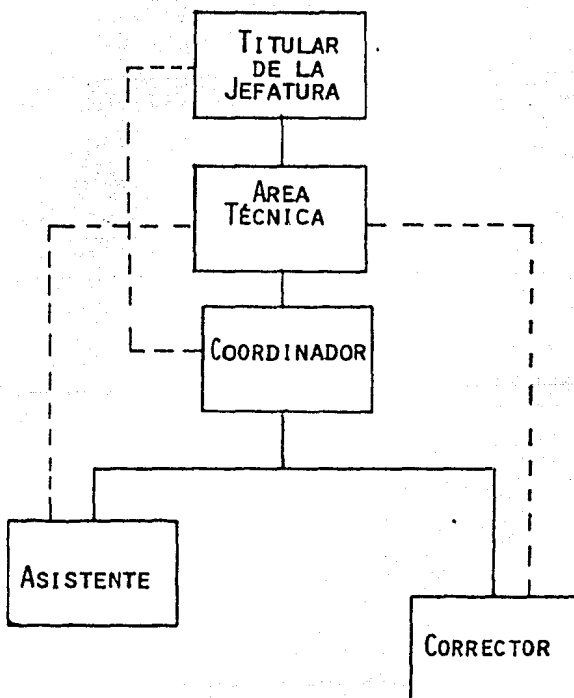 TITULAR
DE LA
JEFATURA
AREA
TÉCNICA
COORDINADOR
ASISTENTE
CORRECTOR